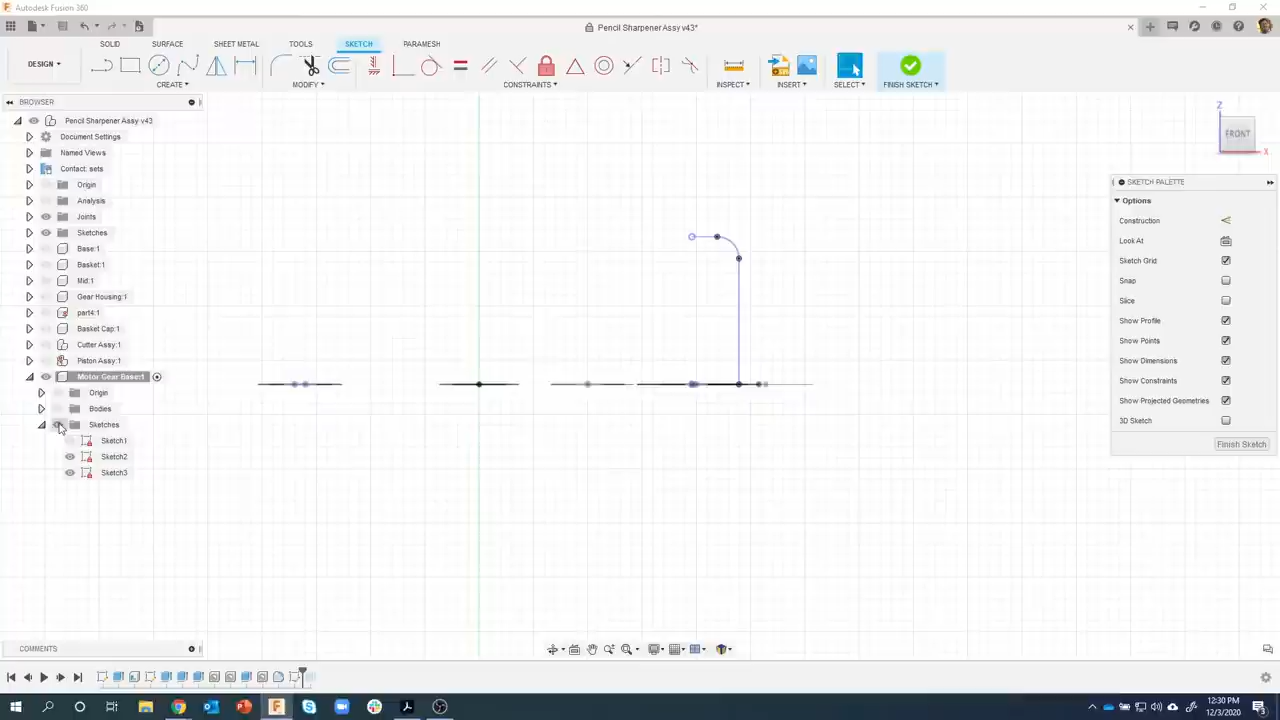 Autodesk Fusion 360
Pencil Sharpener Assy v43*
SOLID SURFACE SHEET METAL TOOLS SKETCH PARAMESH
DESIGN
CREATE MODIFY CONSTRAINTS INSPECT INSERT SELECT FINISH SKETCH
BROWSER
Pencil Sharpener Assy v43
Document Settings
Named Views
Contact: sets
Origin
Analysis
Joints
Sketches
Base:1
Basket:1
Mid:1
Gear Housing:1
part4:1
Basket Cap:1
Cutter Assy:1
Piston Assy:1
Motor Gear Base:1
Origin
Bodies
Sketches
Sketch1
Sketch2
Sketch3
Z
FRONT
X
SKETCH PALETTE
Options
Construction
Look At
Sketch Grid
Snap
Slice
Show Profile
Show Points
Show Dimensions
Show Constraints
Show Projected Geometries
3D Sketch
Finish Sketch
COMMENTS
12:30 PM
12/3/2020
3